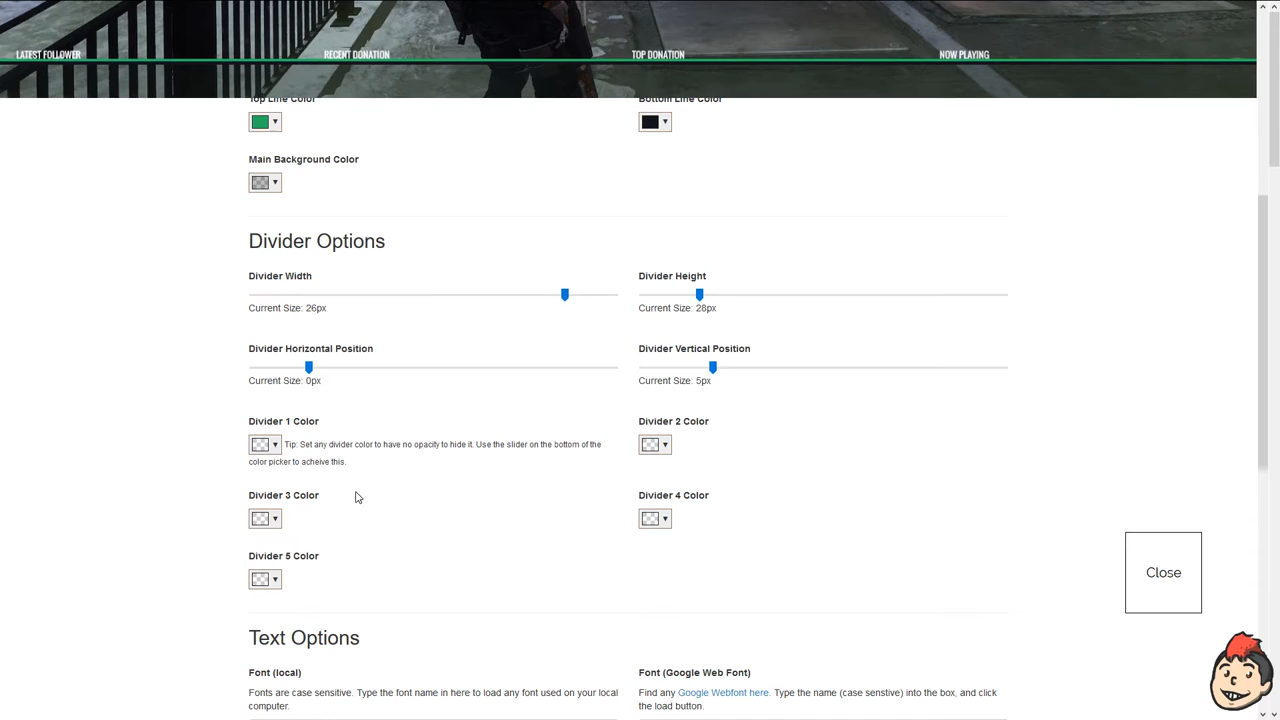 LATEST FOLLOWER RECENT DONATION TOP DONATION NOW PLAYING
Top Line Color Bottom Line Color
Main Background Color
Divider Options
Divider Width Divider Height
Current Size: 26px Current Size: 28px
Divider Horizontal Position Divider Vertical Position
Current Size: 0px Current Size: 5px
Divider 1 Color Divider 2 Color
Tip: Set any divider color to have no opacity to hide it. Use the slider on the bottom of the
color picker to acheive this.
Divider 3 Color Divider 4 Color
Divider 5 Color
Close
Text Options
Font (local) Font (Google Web Font)
Fonts are case sensitive. Type the font name in here to load any font used on your local Find any Google Webfont here. Type the name (case senstive) into the box, and click
computer. the load button.